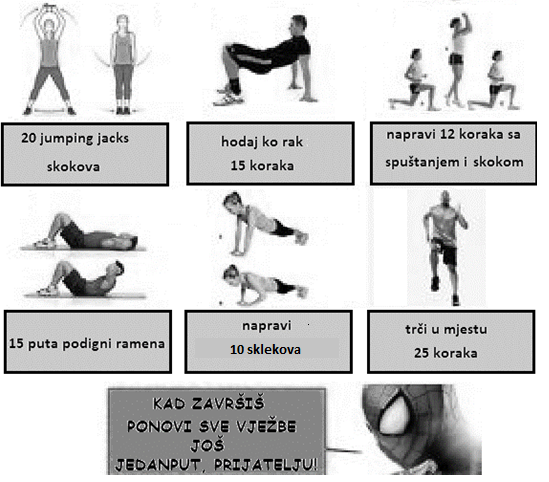 20 jumping jacks
skokova
hodaj ko rak
15 koraka
napravi 12 koraka sa
spuštanjem i skokom
15 puta podigni ramena
napravi
10 sklekova
trči u mjestu
25 koraka
KAD ZAVRŠIŠ
PONOVI SVE VJEŽBE
JOŠ
JEDANPUT, PRIJATELJU!